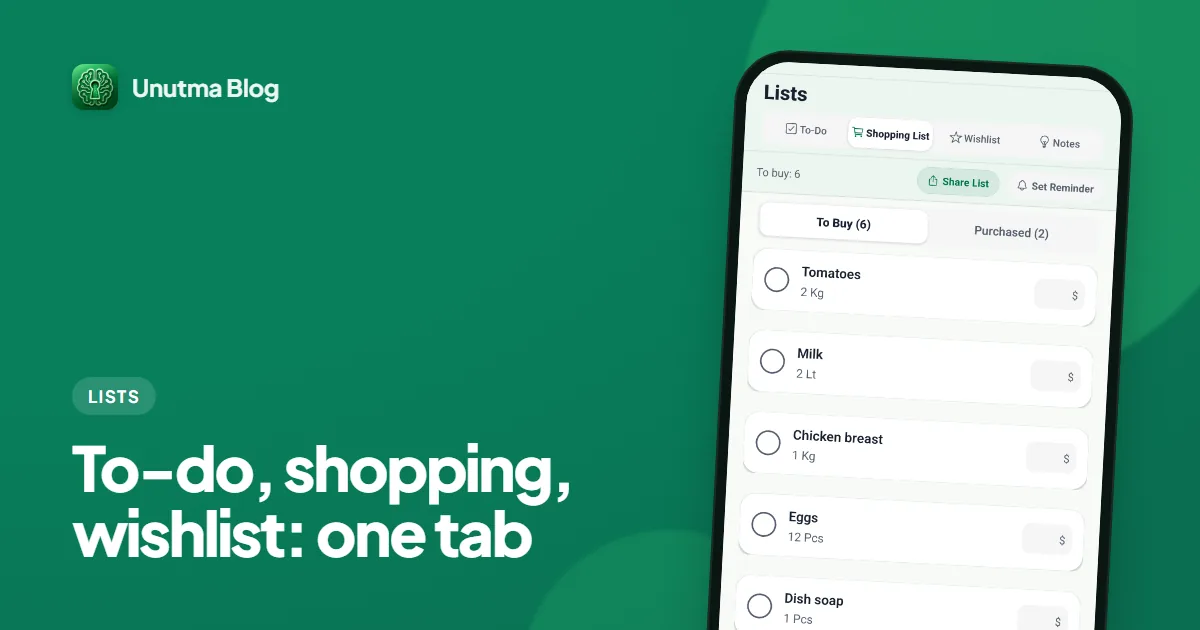 Unutma Blog
LISTS
To-do, shopping,
wishlist: one tab
Lists
To-Do
Shopping List
Wishlist
Notes
To buy: 6
Share List
Set Reminder
To Buy (6)
Purchased (2)
Tomatoes
2 Kg
$
Milk
2 Lt
$
Chicken breast
1 Kg
$
Eggs
12 Pcs
$
Dish soap
1 Pcs
$